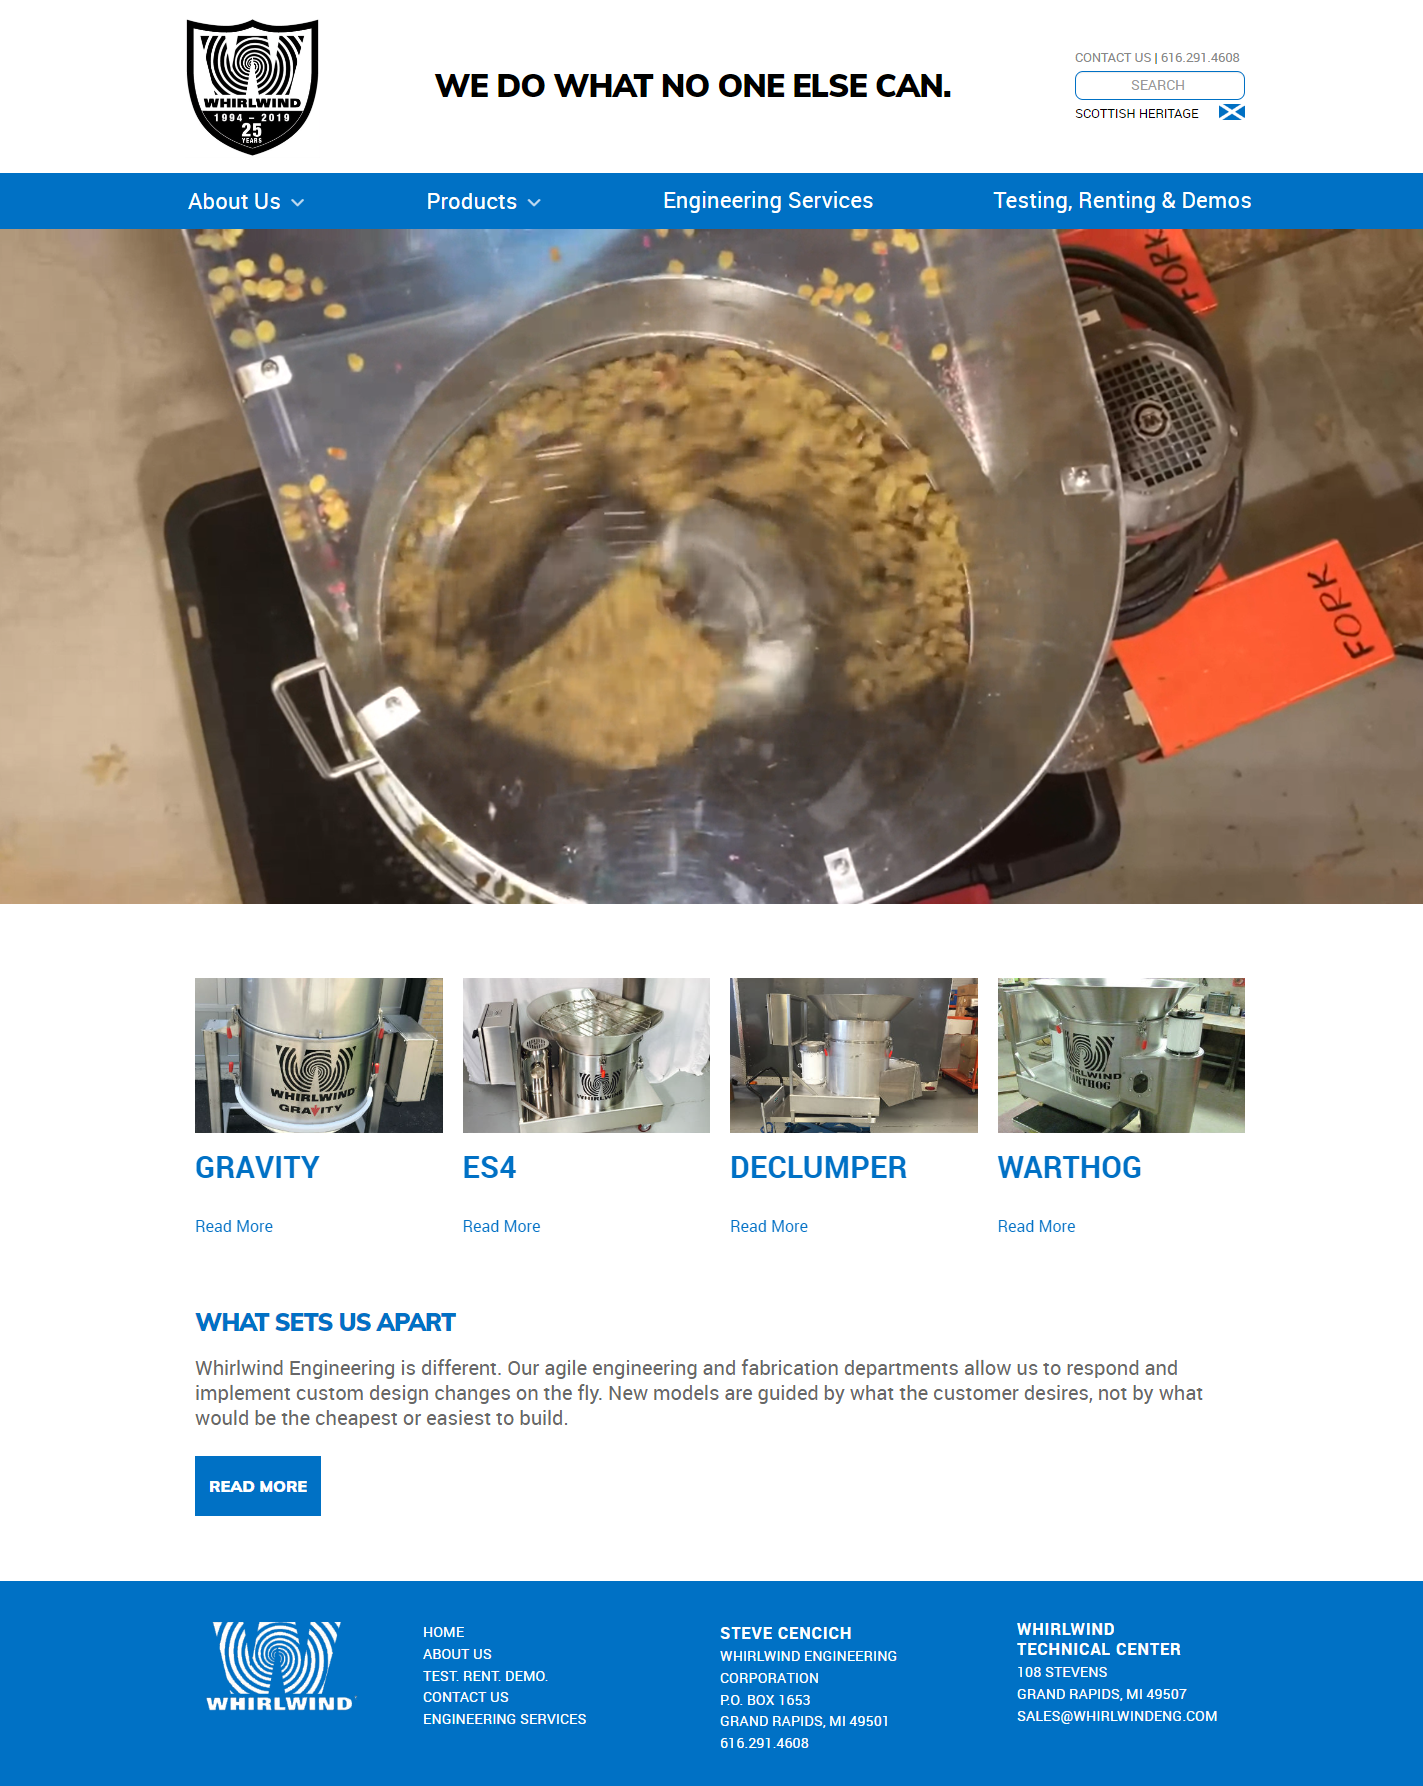 WHIRLWIND
1994 – 2019
25
YEARS
WE DO WHAT NO ONE ELSE CAN.
CONTACT US | 616.291.4608
SEARCH
SCOTTISH HERITAGE
About Us
Products
Engineering Services
Testing, Renting & Demos
FORK
FORK
WHIRLWIND
GRAVITY
WHIRLWIND
WARTHOG
GRAVITY
ES4
DECLUMPER
WARTHOG
Read More
Read More
Read More
Read More
WHAT SETS US APART
Whirlwind Engineering is different. Our agile engineering and fabrication departments allow us to respond and
implement custom design changes on the fly. New models are guided by what the customer desires, not by what
would be the cheapest or easiest to build.
READ MORE
WHIRLWIND
HOME
ABOUT US
TEST. RENT. DEMO.
CONTACT US
ENGINEERING SERVICES
STEVE CENCICH
WHIRLWIND ENGINEERING
CORPORATION
P.O. BOX 1653
GRAND RAPIDS, MI 49501
616.291.4608
WHIRLWIND
TECHNICAL CENTER
108 STEVENS
GRAND RAPIDS, MI 49507
SALES@WHIRLWINDENG.COM